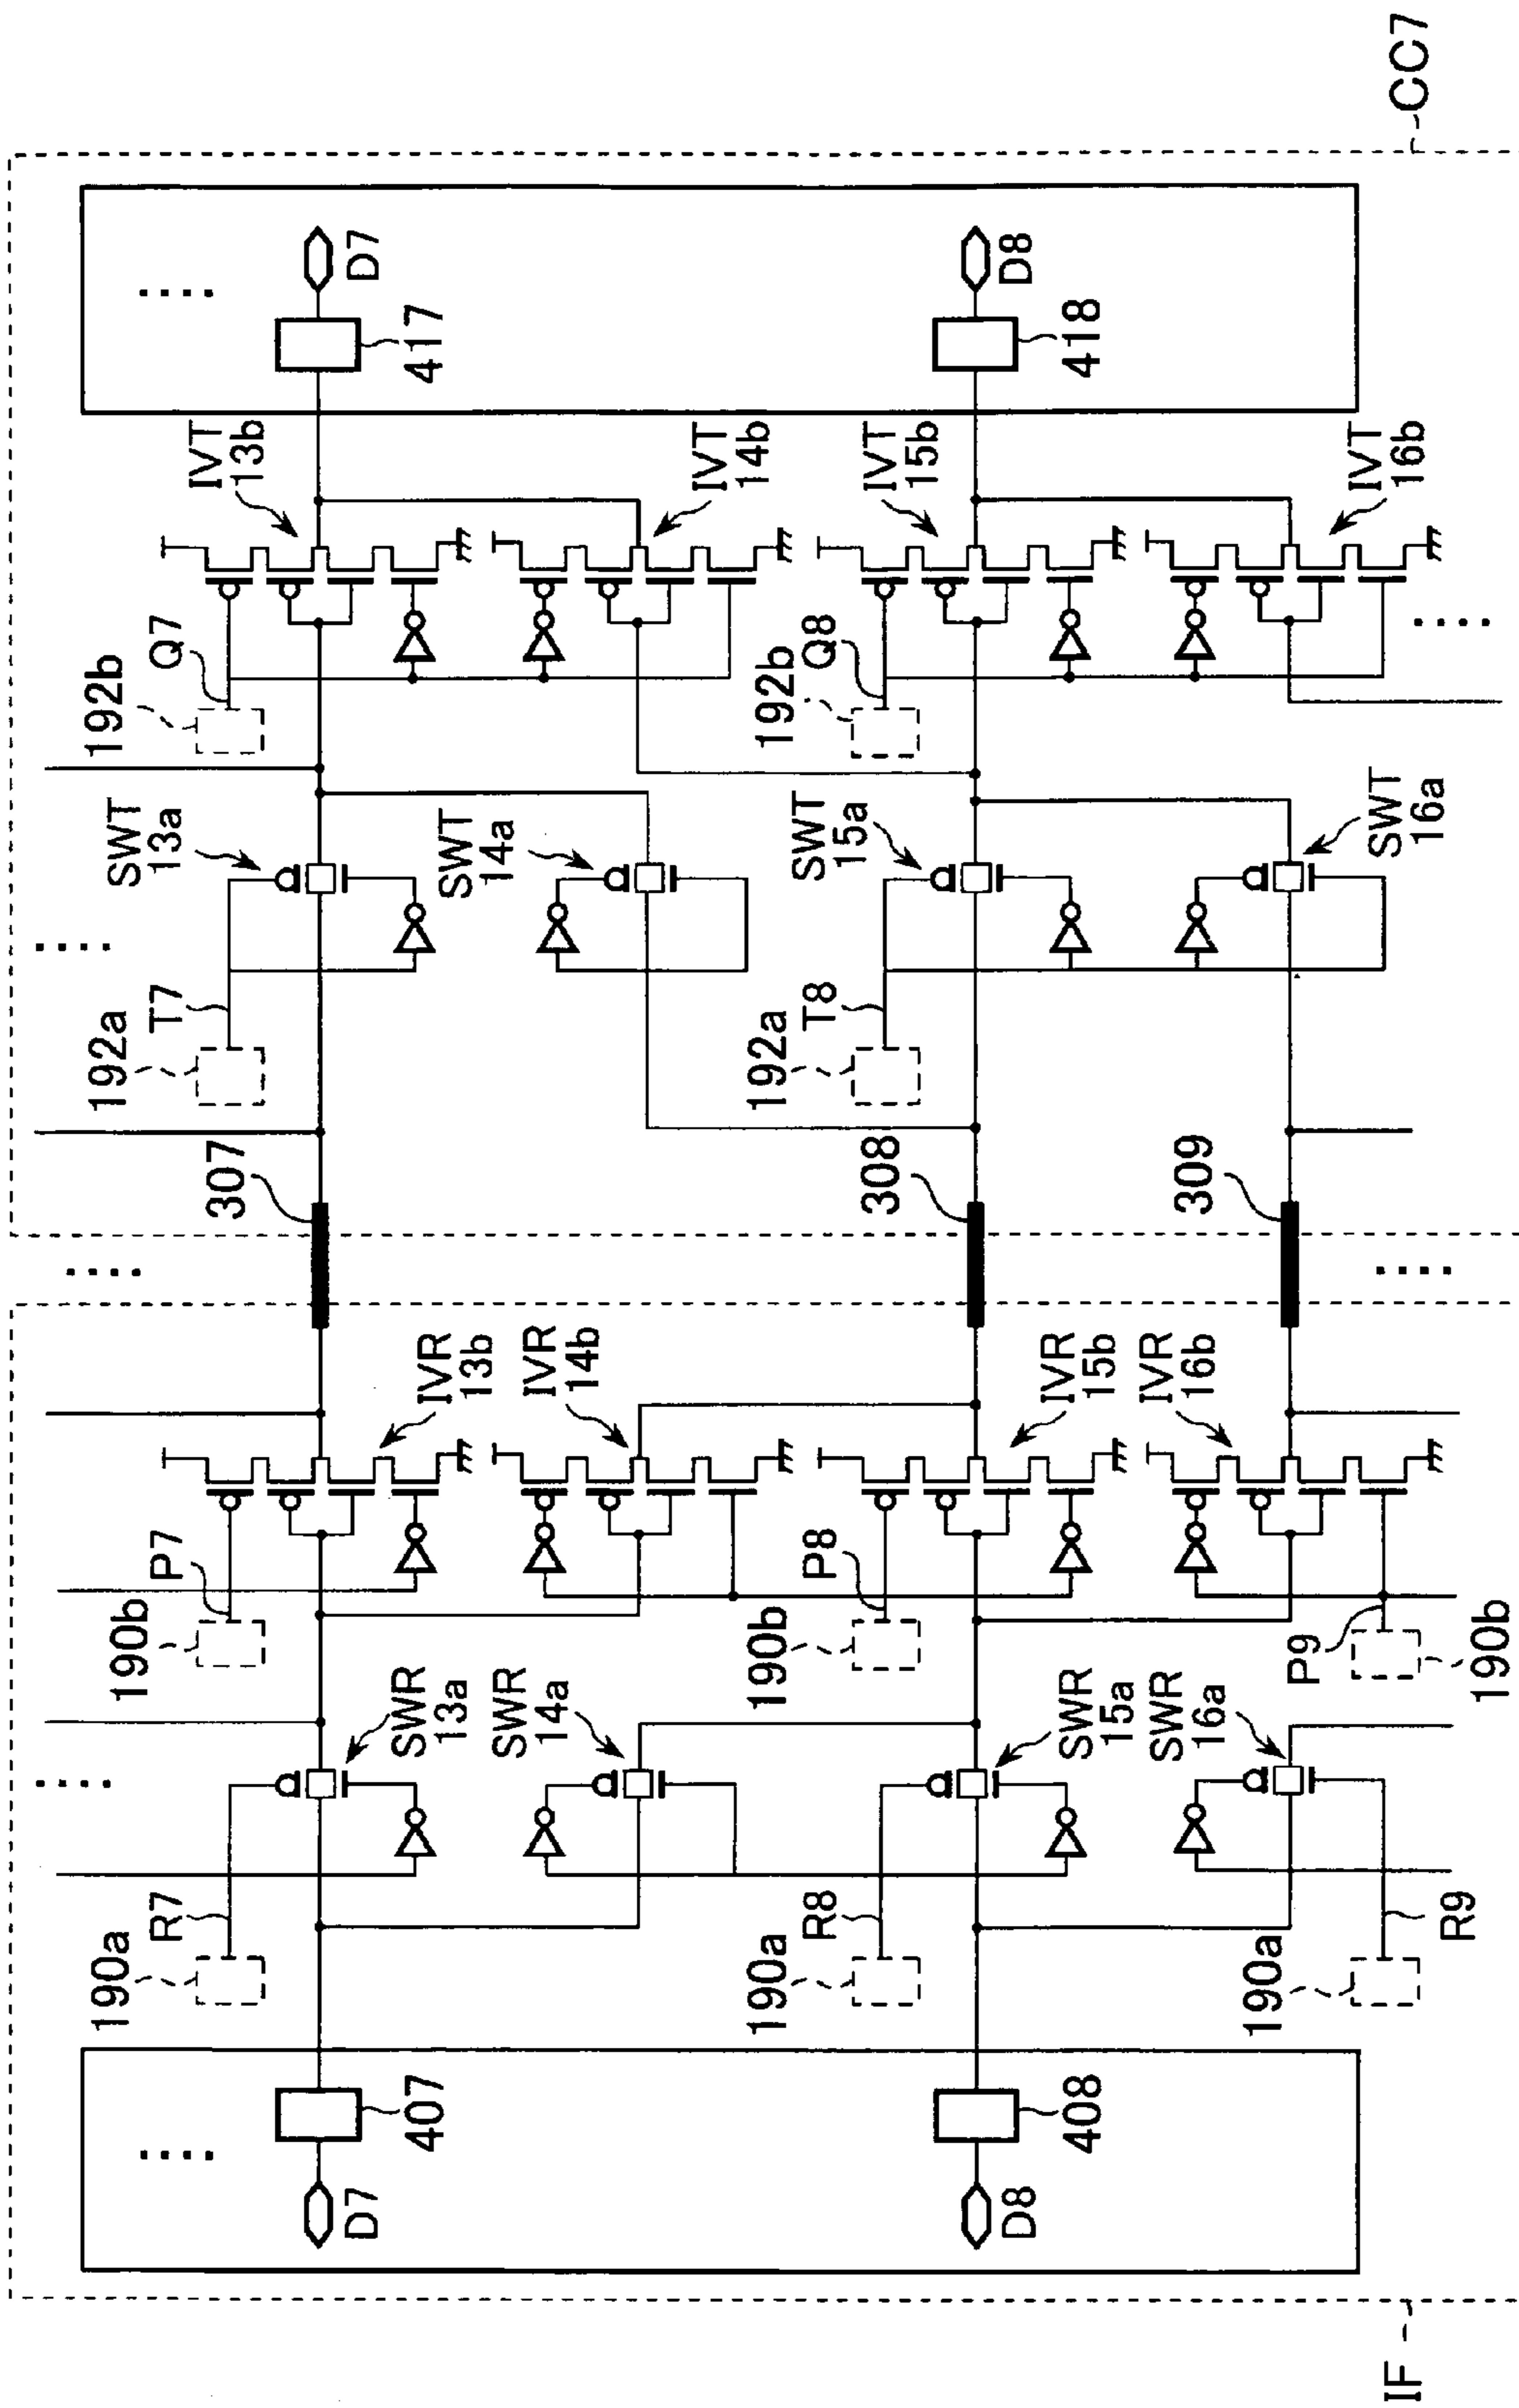 CC7
D7
417
D8
418
IVT
13b
IVT
14b
IVT
15b
IVT
16b
192b
Q7
192b
Q8
SWT
13a
SWT
14a
SWT
15a
SWT
16a
192a
T7
192a
T8
307
308
309
IVR
13b
IVR
14b
IVR
15b
IVR
16b
190b
P7
190b
P8
P9
190b
SWR
13a
SWR
14a
SWR
15a
SWR
16a
190a
R7
190a
R8
190a
R9
407
D7
408
D8
IF